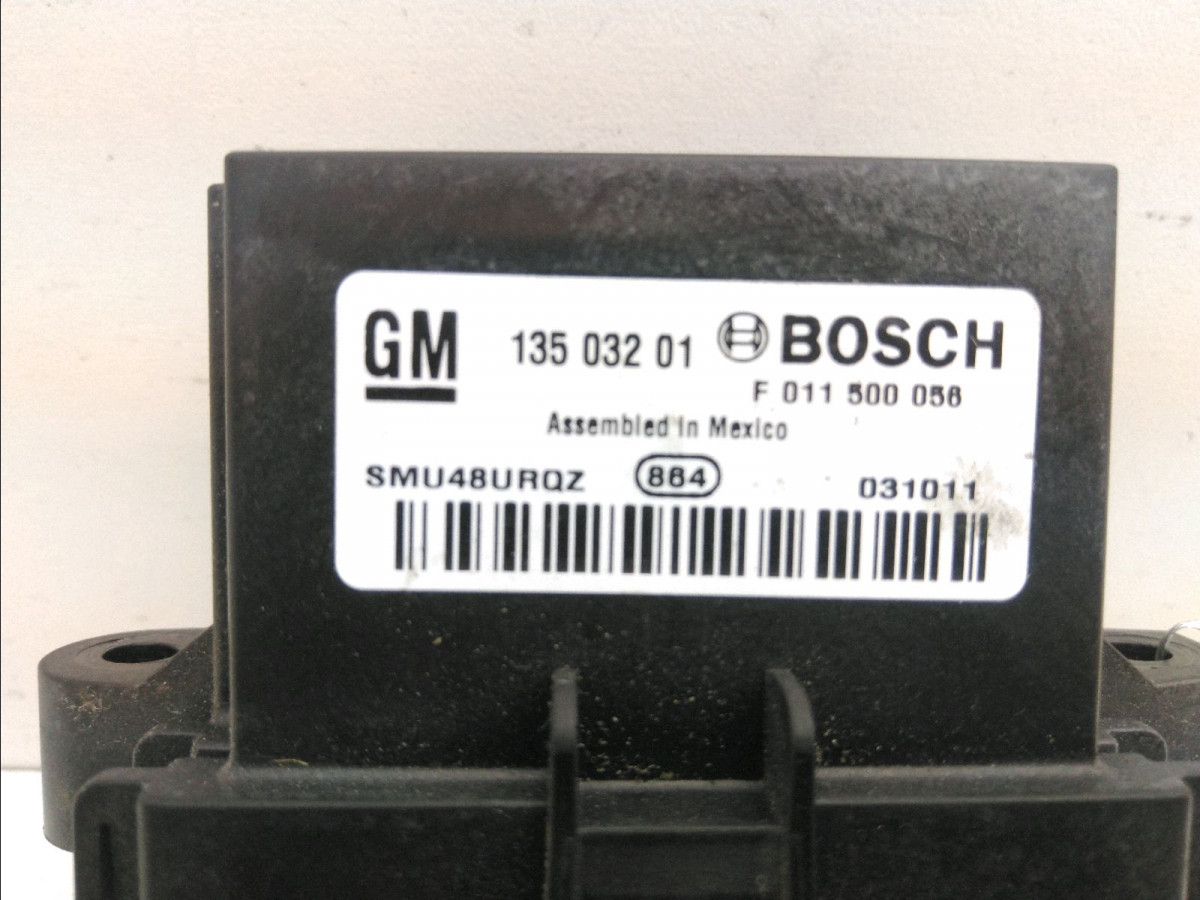 GM 135 032 01 BOSCH
F 011 500 056
Assembled in Mexico
SMU48URQZ 864 031011